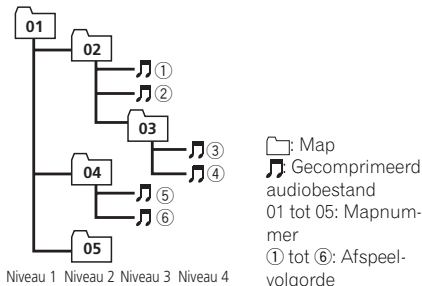 01
02
①
②
03
③
④
04
⑤
⑥
05
Niveau 1 Niveau 2 Niveau 3 Niveau 4
: Map
: Gecomprimeerd
audiobestand
01 tot 05: Mapnum-
mer
① tot ⑥: Afspeel-
volgorde